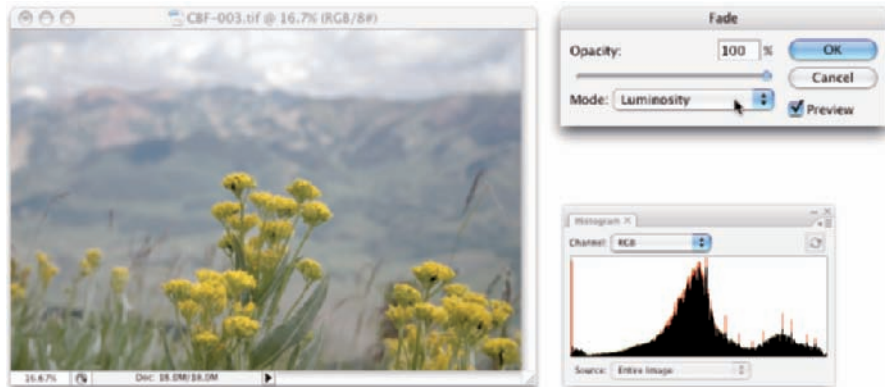 CBF-003.tif @ 16.7% (RGB/8#)
16.67%
Doc: 18.0M/18.0M
Fade
Opacity: 100 %
OK
Cancel
Mode: Luminosity
Preview
Histogram
Channel: RGB
Source: Entire Image